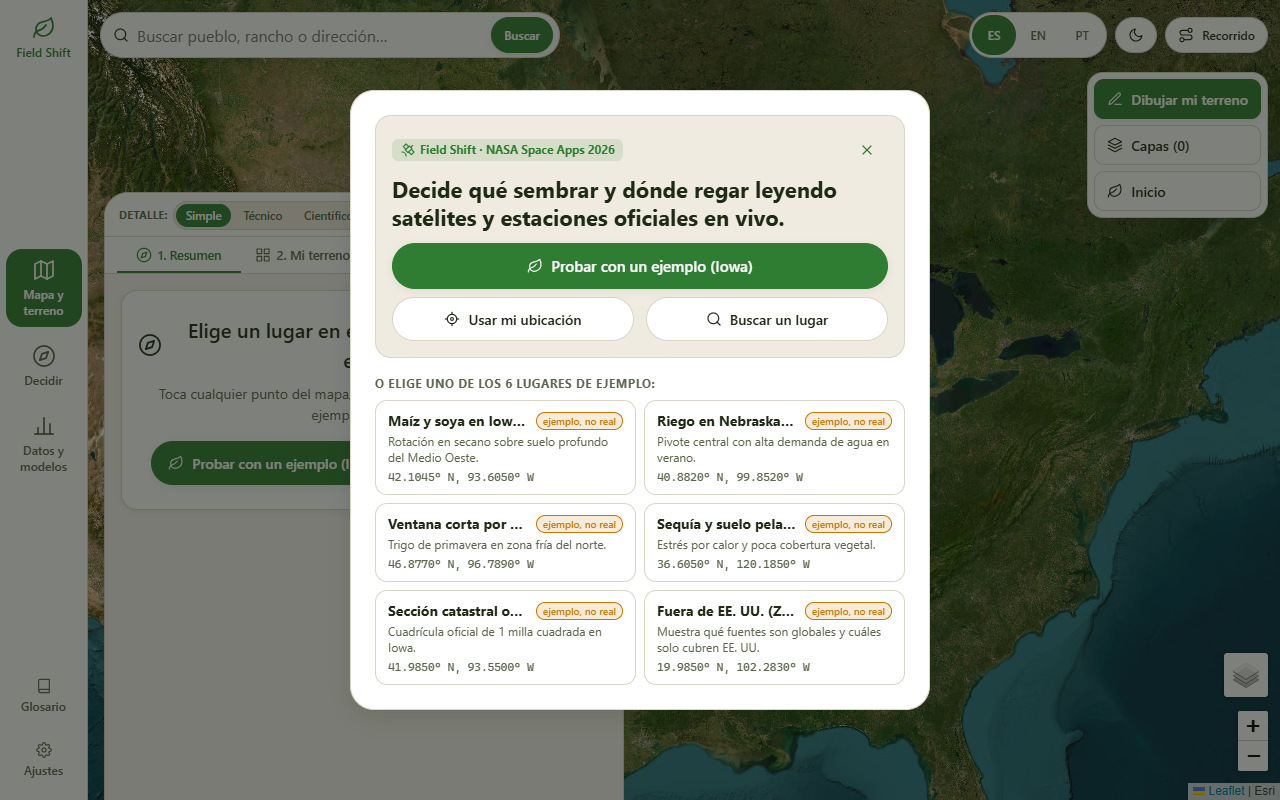 Field Shift
Buscar pueblo, rancho o dirección...
Buscar
ES
EN
PT
Recorrido
Dibujar mi terreno
Capas (0)
Inicio
Mapa y
terreno
Decidir
Datos y
modelos
Glosario
Ajustes
DETALLE:
Simple
Técnico
Científico
1. Resumen
2. Mi terreno
Elige un lugar en e
Toca cualquier punto del mapa,
ejemp
Probar con un ejemplo (I
Field Shift · NASA Space Apps 2026
Decide qué sembrar y dónde regar leyendo
satélites y estaciones oficiales en vivo.
Probar con un ejemplo (Iowa)
Usar mi ubicación
Buscar un lugar
O ELIGE UNO DE LOS 6 LUGARES DE EJEMPLO:
Maíz y soya en Iow...
ejemplo, no real
Rotación en secano sobre suelo profundo
del Medio Oeste.
42.1045° N, 93.6050° W
Riego en Nebraska...
ejemplo, no real
Pivote central con alta demanda de agua en
verano.
40.8820° N, 99.8520° W
Ventana corta por ...
ejemplo, no real
Trigo de primavera en zona fría del norte.
46.8770° N, 96.7890° W
Sequía y suelo pela...
ejemplo, no real
Estrés por calor y poca cobertura vegetal.
36.6050° N, 120.1850° W
Sección catastral o...
ejemplo, no real
Cuadrícula oficial de 1 milla cuadrada en
Iowa.
41.9850° N, 93.5500° W
Fuera de EE. UU. (Z...
ejemplo, no real
Muestra qué fuentes son globales y cuáles
solo cubren EE. UU.
19.9850° N, 102.2830° W
+
−
Leaflet | Esri